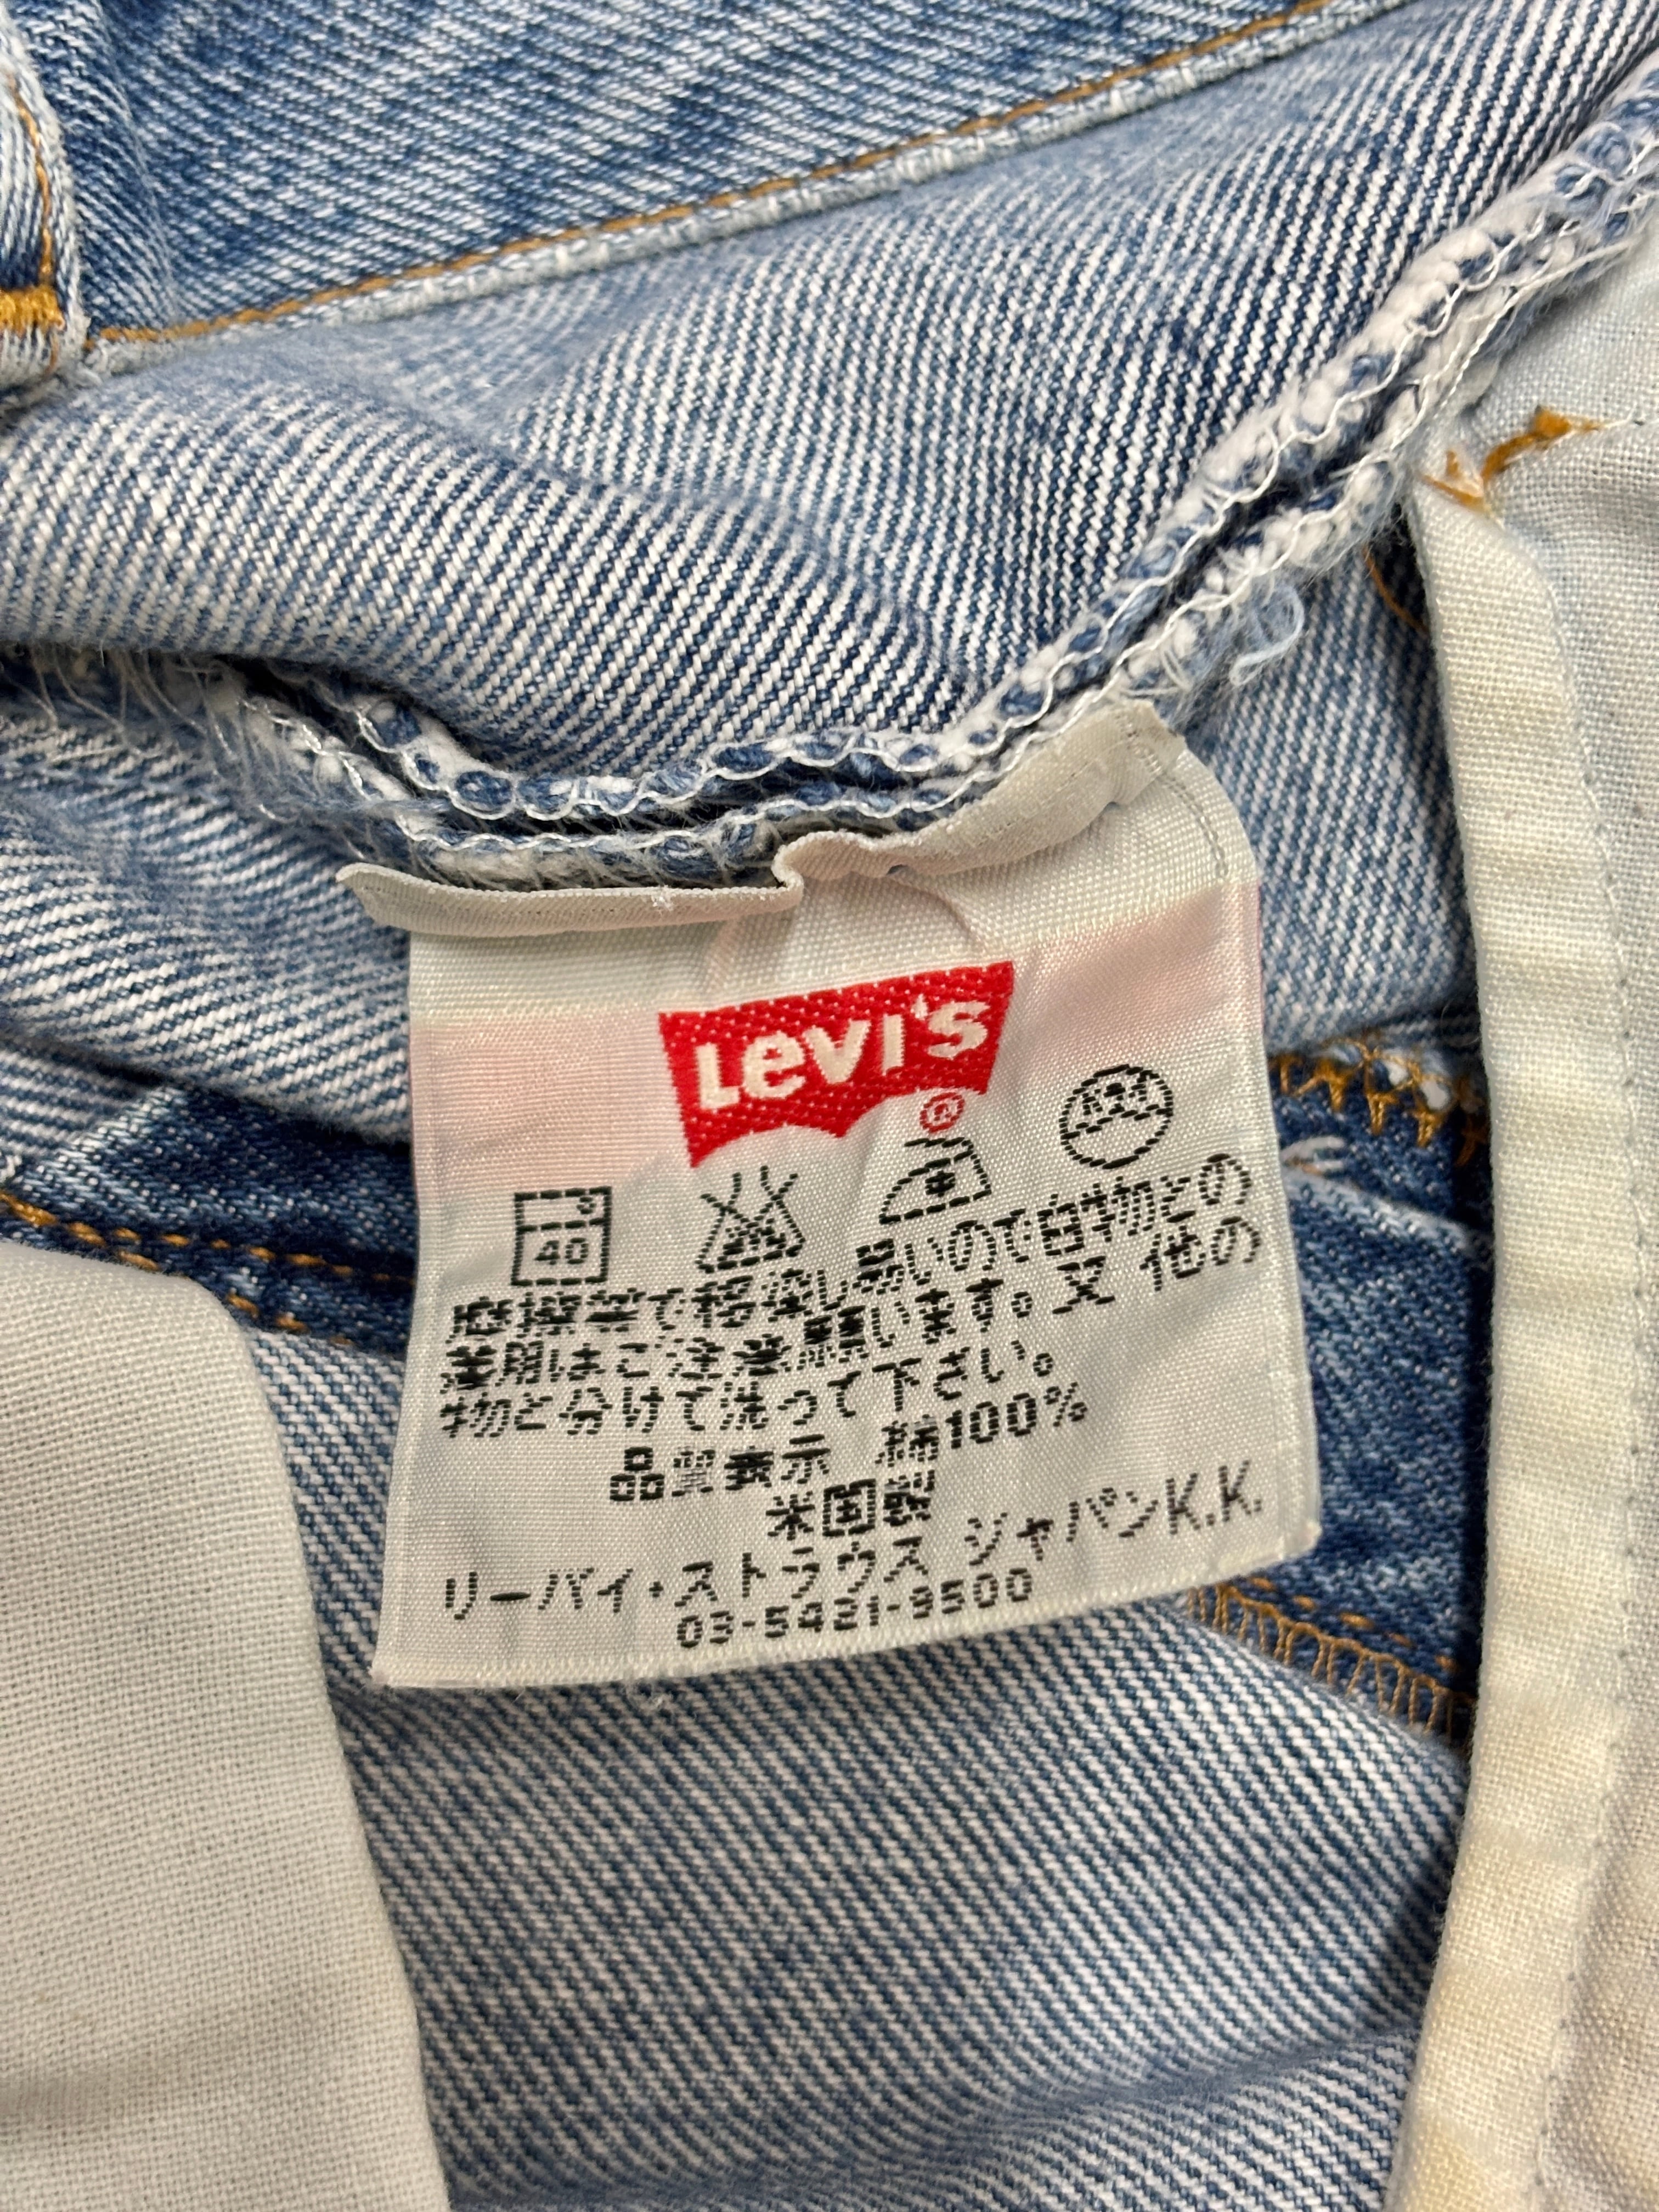 Levi's
®
40
感摩擦等で移染し易いので白物との
兼用はご注意願います。又 他の
物と分けて洗って下さい。
品質表示 綿100%
米国製
リーバイ・ストラウス ジャパンK.K.
03-5421-9500